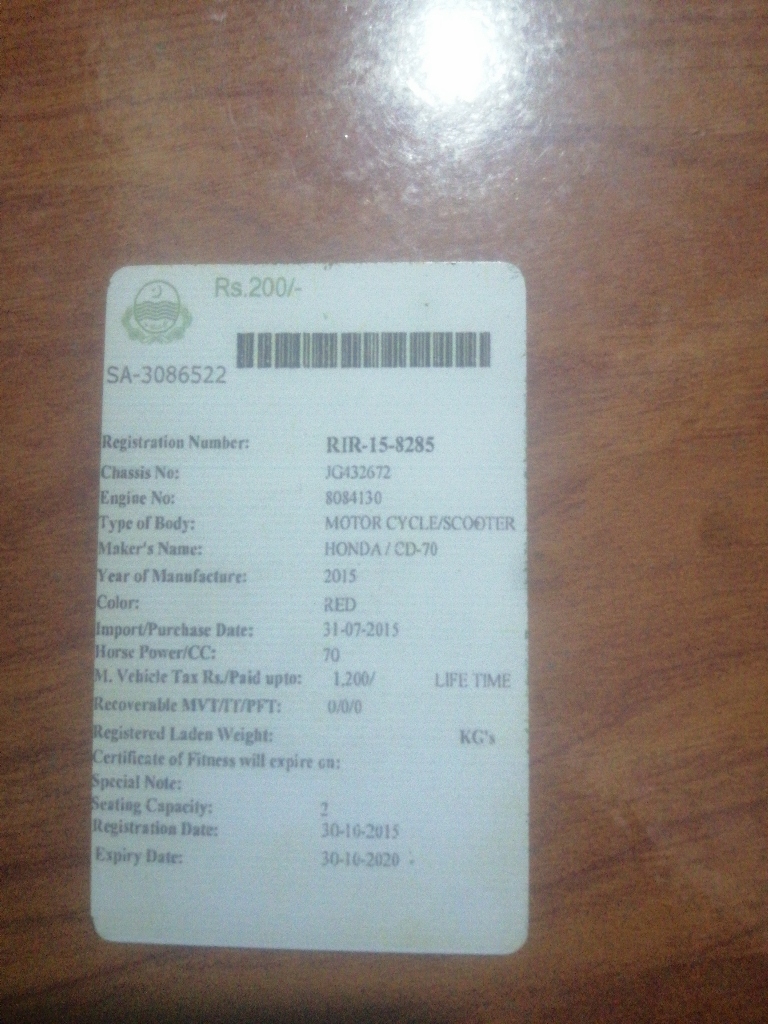 Rs.200/-
SA-3086522
Registration Number: RIR-15-8285
Chassis No: JG432672
Engine No: 8084130
Type of Body: MOTOR CYCLE/SCOOTER
Maker's Name: HONDA / CD-70
Year of Manufacture: 2015
Color: RED
Import/Purchase Date: 31-07-2015
Horse Power/CC: 70
M. Vehicle Tax Rs./Paid upto: 1,200/ LIFE TIME
Recoverable MVT/IT/PFT: 0/0/0
Registered Laden Weight: KG's
Certificate of Fitness will expire on:
Special Note:
Seating Capacity: 2
Registration Date: 30-10-2015
Expiry Date: 30-10-2020